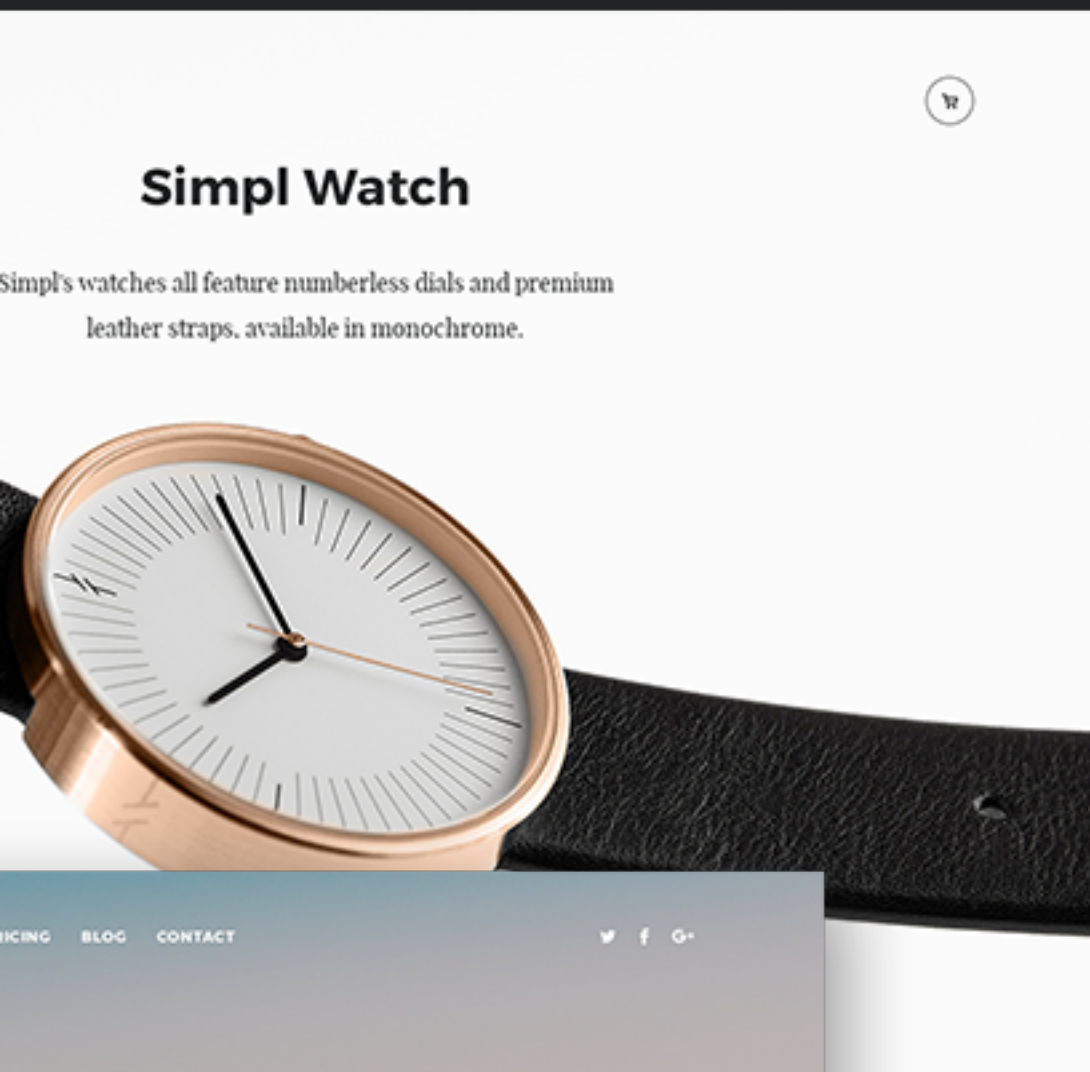 Simpl Watch
Simpl's watches all feature numberless dials and premium
leather straps, available in monochrome.
BLOG CONTACT